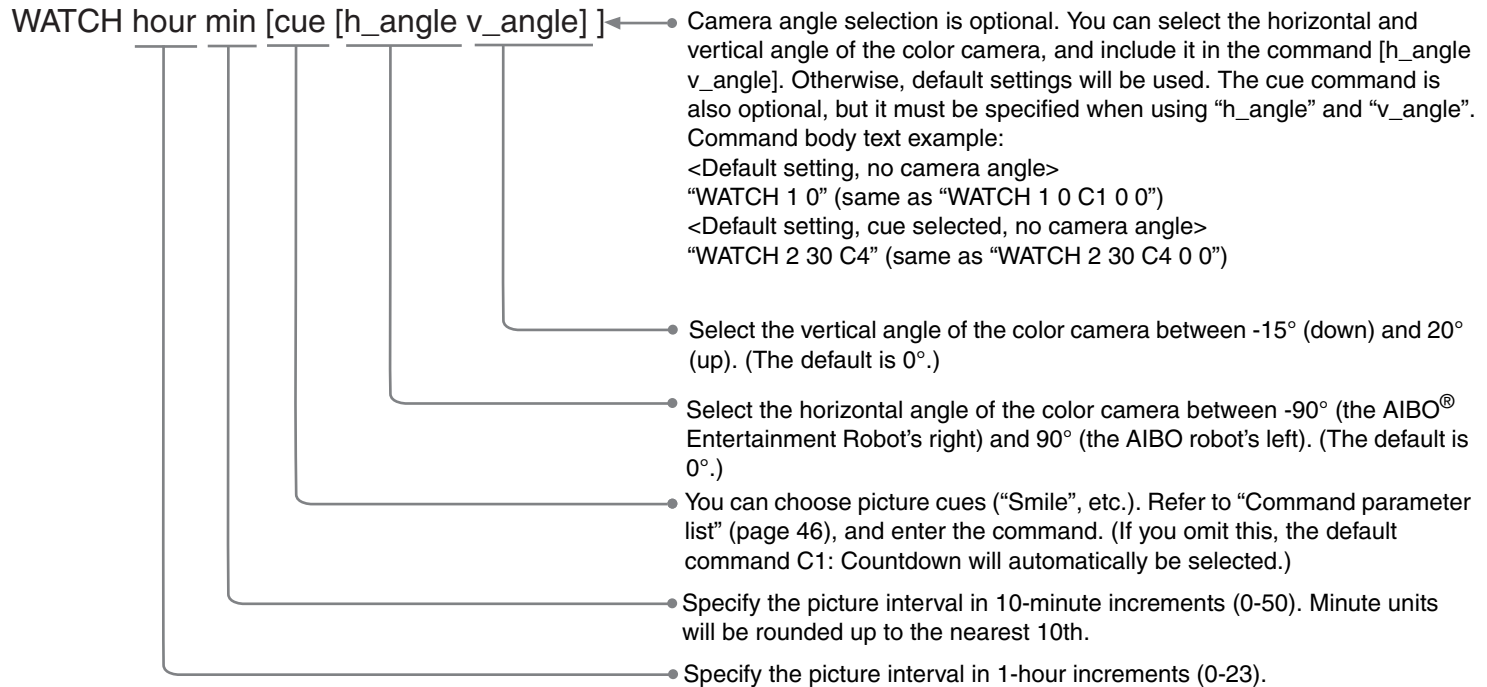 WATCH hour min [cue [h_angle v_angle] ]
Camera angle selection is optional. You can select the horizontal and
vertical angle of the color camera, and include it in the command [h_angle
v_angle]. Otherwise, default settings will be used. The cue command is
also optional, but it must be specified when using “h_angle” and “v_angle”.
Command body text example:
<Default setting, no camera angle>
“WATCH 1 0” (same as “WATCH 1 0 C1 0 0”)
<Default setting, cue selected, no camera angle>
“WATCH 2 30 C4” (same as “WATCH 2 30 C4 0 0”)
Select the vertical angle of the color camera between -15° (down) and 20°
(up). (The default is 0°.)
Select the horizontal angle of the color camera between -90° (the AIBO®
Entertainment Robot's right) and 90° (the AIBO robot's left). (The default is
0°.)
You can choose picture cues (“Smile”, etc.). Refer to “Command parameter
list” (page 46), and enter the command. (If you omit this, the default
command C1: Countdown will automatically be selected.)
Specify the picture interval in 10-minute increments (0-50). Minute units
will be rounded up to the nearest 10th.
Specify the picture interval in 1-hour increments (0-23).